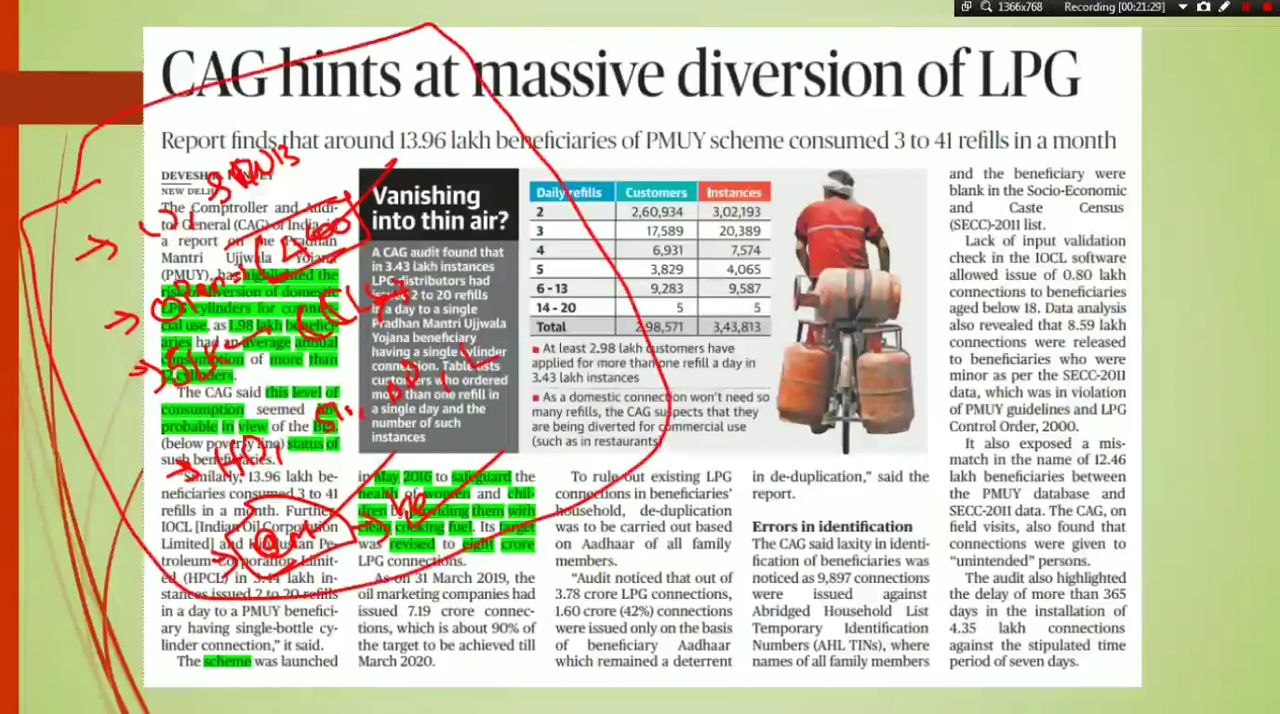 1366x768
Recording [00:21:29]
CAG hints at massive diversion of LPG
Report finds that around 13.96 lakh beneficiaries of PMUY scheme consumed 3 to 41 refills in a month
NEW DELHI
The Comptroller and Audi-
tor General (CAG) of India, in
a report on the Pradhan
Mantri Ujjwala Yojana
(PMUY), has highlighted the
risk of diversion of domestic
LPG cylinders for commer-
cial use, as 1.98 lakh benefic-
iaries had an average annual
consumption of more than
cylinders.
The CAG said this level of
consumption seemed
probable in view of the
(below poverty line) status of
such beneficiaries.
Similarly, 13.96 lakh be-
neficiaries consumed 3 to 41
refills in a month. Further
IOCL [Indian Oil Corporation
Limited] and Hindustan Pe-
troleum Corporation Limit-
ed (HPCL) in 3.44 lakh in-
stances issued 2 to 20 refills
in a day to a PMUY benefici-
ary having single-bottle cy-
linder connection," it said.
The scheme was launched
Vanishing
into thin air?
A CAG audit found that
in 3.43 lakh instances
LPG distributors had
issued 2 to 20 refills
in a day to a single
Pradhan Mantri Ujjwala
Yojana beneficiary
having a single cylinder
connection. Table lists
customers who ordered
more than one refill in
a single day and the
number of such
instances
Daily refills Customers Instances
2 2,60,934 3,02,193
3 17,589 20,389
4 6,931 7,574
5 3,829 4,065
6 - 13 9,283 9,587
14 - 20 5 5
Total 2,98,571 3,43,813
■ At least 2.98 lakh customers have
applied for more than one refill a day in
3.43 lakh instances
■ As a domestic connection won't need so
many refills, the CAG suspects that they
are being diverted for commercial use
(such as in restaurants)
in May 2016 to safeguard the
health of women and chil-
dren by providing them with
clean cooking fuel. Its target
was revised to eight crore
LPG connections.
As on 31 March 2019, the
oil marketing companies had
issued 7.19 crore connec-
tions, which is about 90% of
the target to be achieved till
March 2020.
To rule out existing LPG
connections in beneficiaries'
household, de-duplication
was to be carried out based
on Aadhaar of all family
members.
"Audit noticed that out of
3.78 crore LPG connections,
1.60 crore (42%) connections
were issued only on the basis
of beneficiary Aadhaar
which remained a deterrent
in de-duplication," said the
report.
Errors in identification
The CAG said laxity in identi-
fication of beneficiaries was
noticed as 9,897 connections
were issued against
Abridged Household List
Temporary Identification
Numbers (AHL TINs), where
names of all family members
and the beneficiary were
blank in the Socio-Economic
and Caste Census
(SECC)-2011 list.
Lack of input validation
check in the IOCL software
allowed issue of 0.80 lakh
connections to beneficiaries
aged below 18. Data analysis
also revealed that 8.59 lakh
connections were released
to beneficiaries who were
minor as per the SECC-2011
data, which was in violation
of PMUY guidelines and LPG
Control Order, 2000.
It also exposed a mis-
match in the name of 12.46
lakh beneficiaries between
the PMUY database and
SECC-2011 data. The CAG, on
field visits, also found that
connections were given to
"unintended" persons.
The audit also highlighted
the delay of more than 365
days in the installation of
4.35 lakh connections
against the stipulated time
period of seven days.